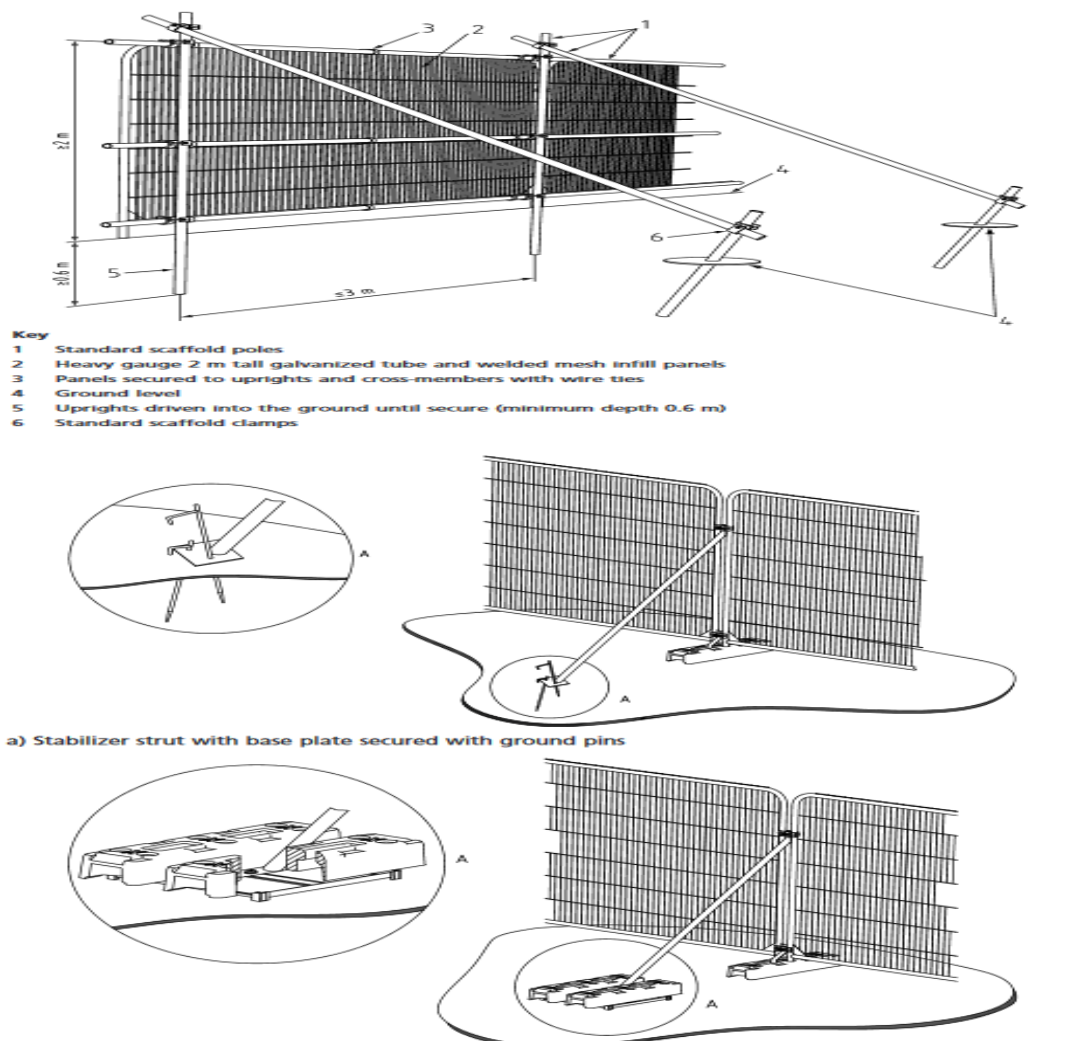 1
3
2
≥2 m
4
6
≥0.6 m
5
≤3 m
4
Key
1 Standard scaffold poles
2 Heavy gauge 2 m tall galvanized tube and welded mesh infill panels
3 Panels secured to uprights and cross-members with wire ties
4 Ground level
5 Uprights driven into the ground until secure (minimum depth 0.6 m)
6 Standard scaffold clamps
A
A
a) Stabilizer strut with base plate secured with ground pins
A
A